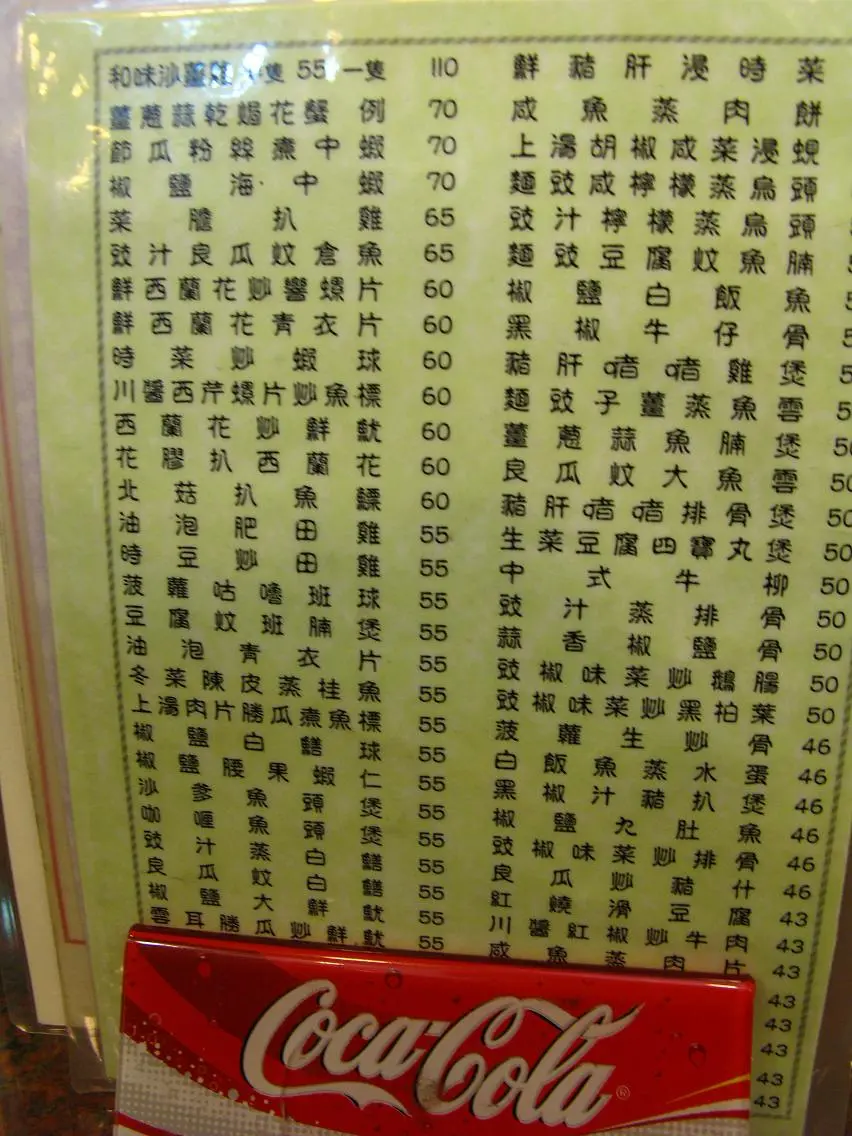 和味沙薑雞 半隻 55 一隻 110
薑蔥蒜乾焗花蟹 例 70
節瓜粉絲煮中蝦 70
椒鹽海中蝦 70
菜膽扒雞 65
豉汁良瓜蚊倉魚 65
鮮西蘭花炒響螺片 60
鮮西蘭花青衣片 60
時菜炒蝦球 60
川醬西芹螺片炒魚標 60
西蘭花炒鮮魷 60
花膠扒西蘭花 60
北菇扒魚鰾 60
油泡肥田雞 55
時豆炒田雞 55
菠蘿咕嚕班球 55
豆腐蚊班腩煲 55
油泡青衣片 55
冬菜陳皮蒸桂魚 55
上湯肉片勝瓜煮魚標 55
椒鹽白鱔球 55
椒鹽腰果蝦仁 55
沙爹魚頭煲 55
咖喱魚頭煲 55
豉汁蒸白鱔 55
良瓜蚊白鱔 55
椒鹽大鮮魷 55
雲耳勝瓜炒鮮魷 55
鮮豬肝浸時菜
咸魚蒸肉餅
上湯胡椒咸菜浸蜆
麵豉咸檸檬蒸烏頭
豉汁檸檬蒸烏頭
麵豉豆腐蚊魚腩
椒鹽白飯魚
黑椒牛仔骨
豬肝啫啫雞煲
麵豉子薑蒸魚雲
薑蔥蒜魚腩煲 50
良瓜蚊大魚雲 50
豬肝啫啫排骨煲 50
生菜豆腐四寶丸煲 50
中式牛柳 50
豉汁蒸排骨 50
蒜香椒鹽骨 50
豉椒味菜炒鵝腸 50
豉椒味菜炒黑柏葉 50
菠蘿生炒骨 46
白飯魚蒸水蛋 46
黑椒汁豬扒煲 46
椒鹽九肚魚 46
豉椒味菜炒排骨 46
良瓜炒豬什 46
紅燒滑豆腐 43
川醬紅椒炒牛肉 43
咸魚蒸肉片 43
43
43
43
43
43
Coca-Cola
®